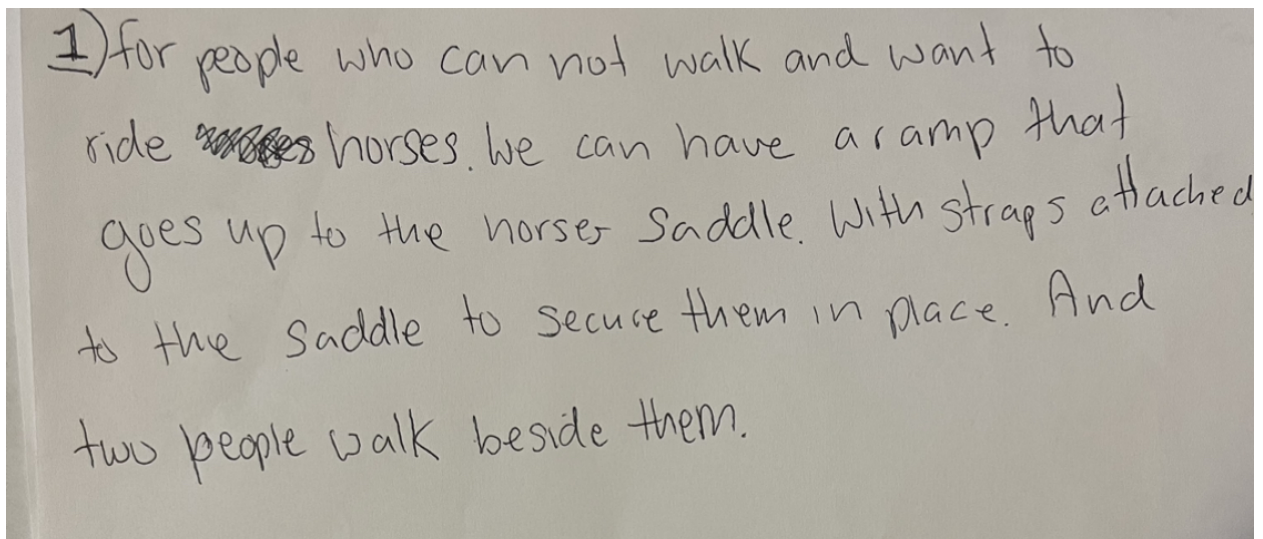 1) for people who can not walk and want to
ride horses. We can have a ramp that
goes up to the horses saddle. With straps attached
to the saddle to secure them in place. And
two people walk beside them.